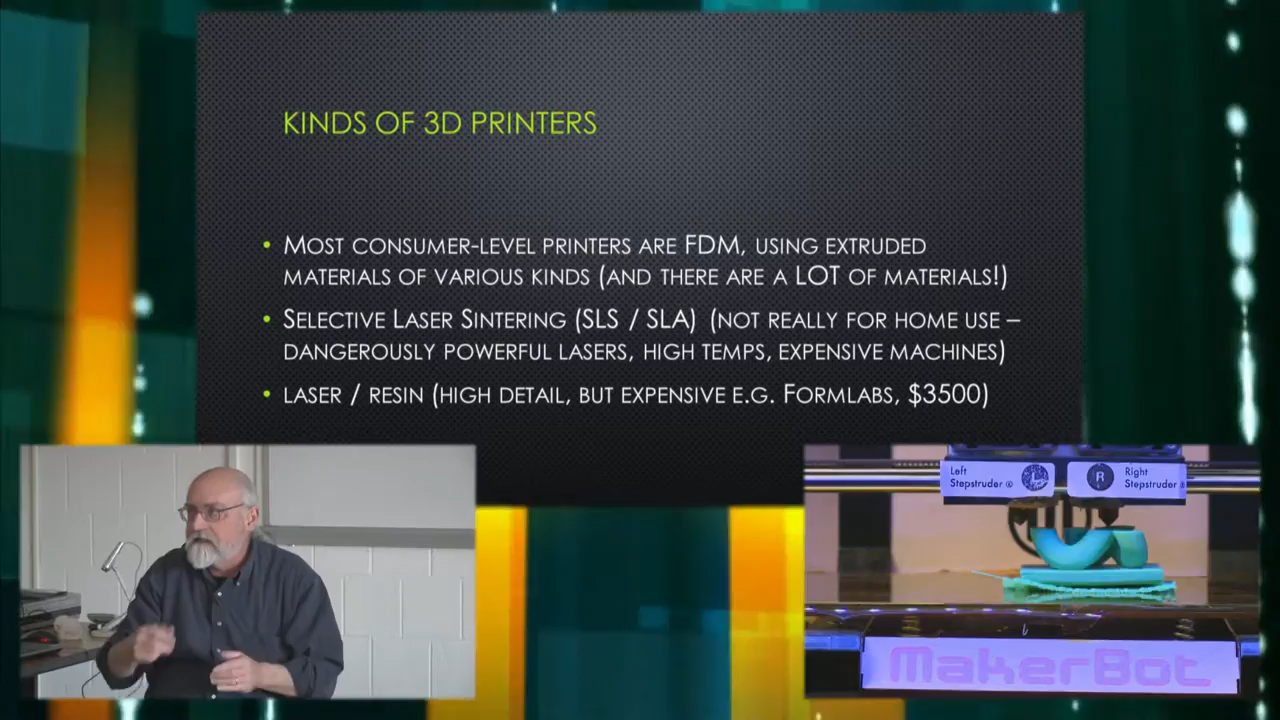 KINDS OF 3D PRINTERS
• MOST CONSUMER-LEVEL PRINTERS ARE FDM, USING EXTRUDED
MATERIALS OF VARIOUS KINDS (AND THERE ARE A LOT OF MATERIALS!)
• SELECTIVE LASER SINTERING (SLS / SLA) (NOT REALLY FOR HOME USE –
DANGEROUSLY POWERFUL LASERS, HIGH TEMPS, EXPENSIVE MACHINES)
• LASER / RESIN (HIGH DETAIL, BUT EXPENSIVE E.G. FORMLABS, $3500)
Left
Stepstruder ®
L
R
Right
Stepstruder ®
MakerBot